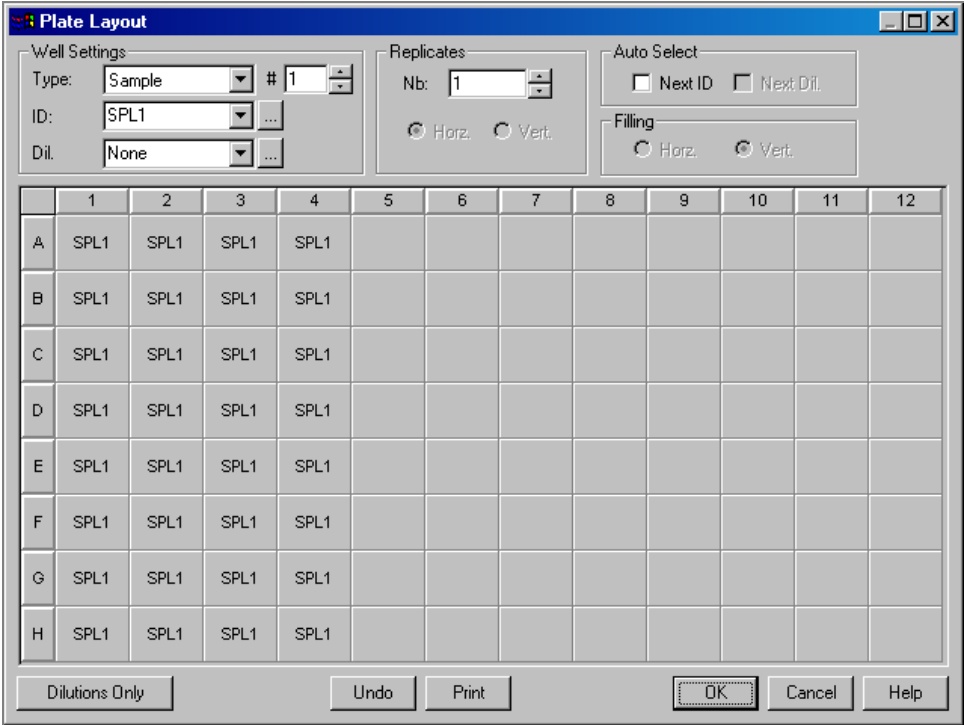 Plate Layout
Well Settings
Type: Sample # 1
ID: SPL1 ...
Dil. None ...
Replicates
Nb: 1
Horz. Vert.
Auto Select
Next ID Next Dil.
Filling
Horz. Vert.
1 2 3 4 5 6 7 8 9 10 11 12
A SPL1 SPL1 SPL1 SPL1
B SPL1 SPL1 SPL1 SPL1
C SPL1 SPL1 SPL1 SPL1
D SPL1 SPL1 SPL1 SPL1
E SPL1 SPL1 SPL1 SPL1
F SPL1 SPL1 SPL1 SPL1
G SPL1 SPL1 SPL1 SPL1
H SPL1 SPL1 SPL1 SPL1
Dilutions Only Undo Print OK Cancel Help